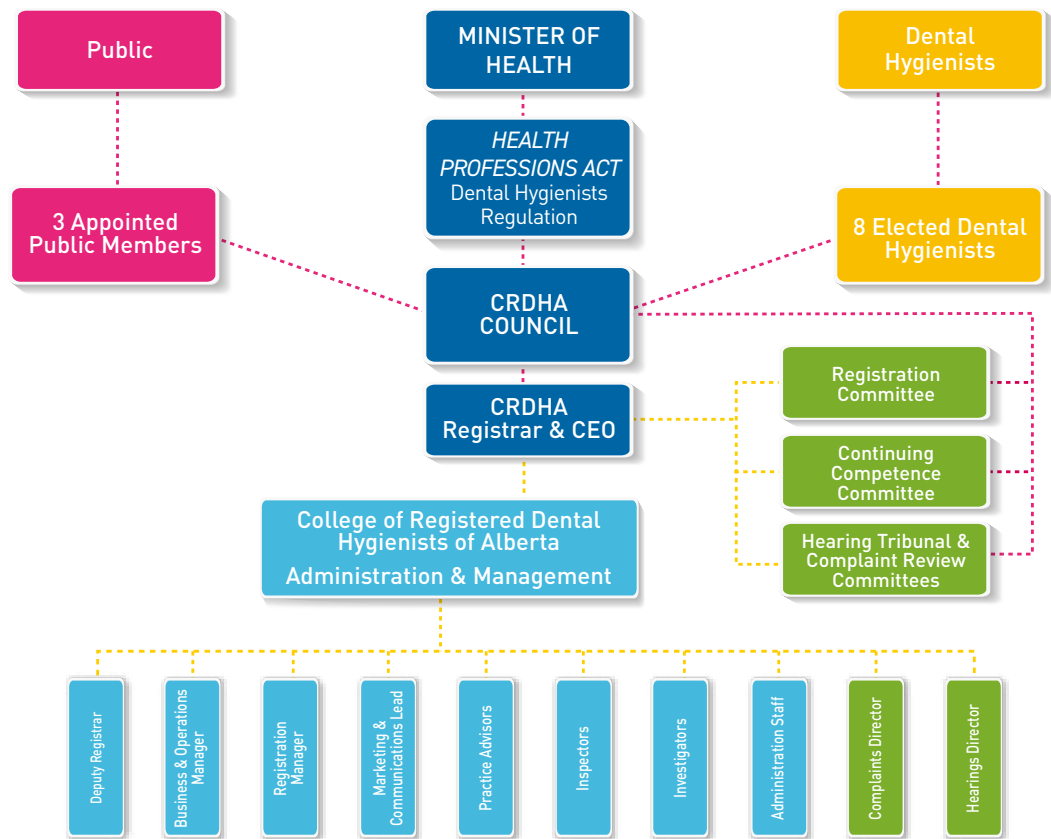 Public
MINISTER OF
HEALTH
Dental
Hygienists
HEALTH
PROFESSIONS ACT
Dental Hygienists
Regulation
3 Appointed
Public Members
8 Elected Dental
Hygienists
CRDHA
COUNCIL
CRDHA
Registrar & CEO
Registration
Committee
Continuing
Competence
Committee
Hearing Tribunal &
Complaint Review
Committees
College of Registered Dental
Hygienists of Alberta
Administration & Management
Deputy Registrar
Business & Operations
Manager
Registration
Manager
Marketing &
Communications Lead
Practice Advisors
Inspectors
Investigators
Administration Staff
Complaints Director
Hearings Director